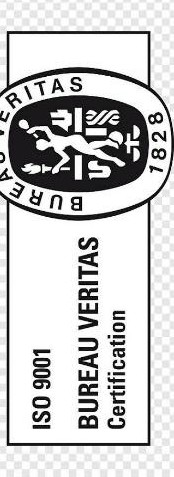 BUREAU VERITAS
1828
BUREAU VERITAS
Certification
ISO 9001